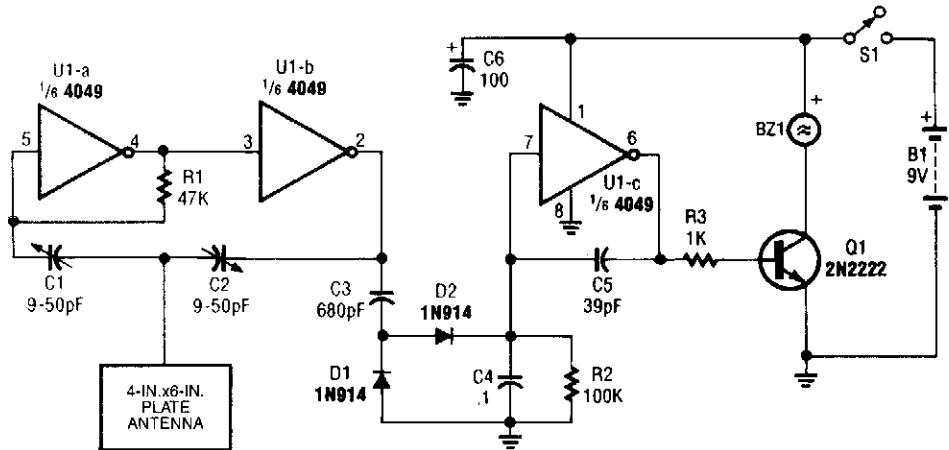 U1-a
1/6 4049
5
4
R1
47K
U1-b
1/6 4049
3
2
C1
9-50pF
C2
9-50pF
4-IN.x6-IN.
PLATE
ANTENNA
C3
680pF
D1
1N914
D2
1N914
C4
.1
R2
100K
+
C6
100
1
7
6
8
U1-c
1/6 4049
C5
39pF
R3
1K
+
BZ1
≈
Q1
2N2222
S1
+
B1
9V